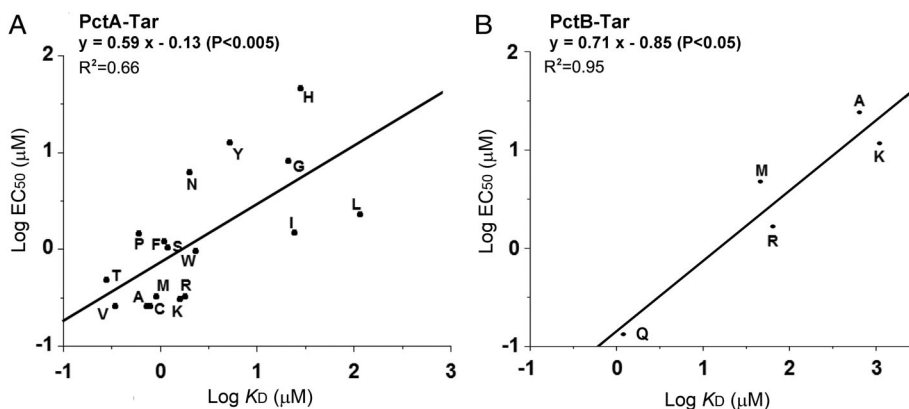 A
PctA-Tar
y = 0.59 x - 0.13 (P<0.005)
R²=0.66
2
1
0
-1
Log EC50 (µM)
H
Y
G
N
L
I
P
F
S
W
T
M
R
A
C
K
V
-1
0
1
2
3
Log KD (µM)
B
PctB-Tar
y = 0.71 x - 0.85 (P<0.05)
R²=0.95
2
1
0
-1
Log EC50 (µM)
A
K
M
R
Q
-1
0
1
2
3
Log KD (µM)